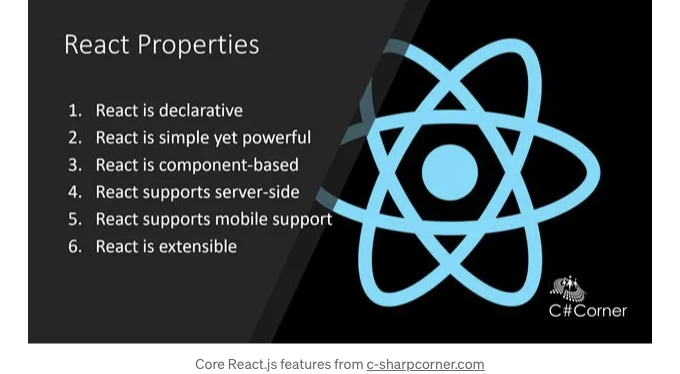 React Properties
1. React is declarative
2. React is simple yet powerful
3. React is component-based
4. React supports server-side
5. React supports mobile support
6. React is extensible
C#Corner
Core React.js features from c-sharpcorner.com